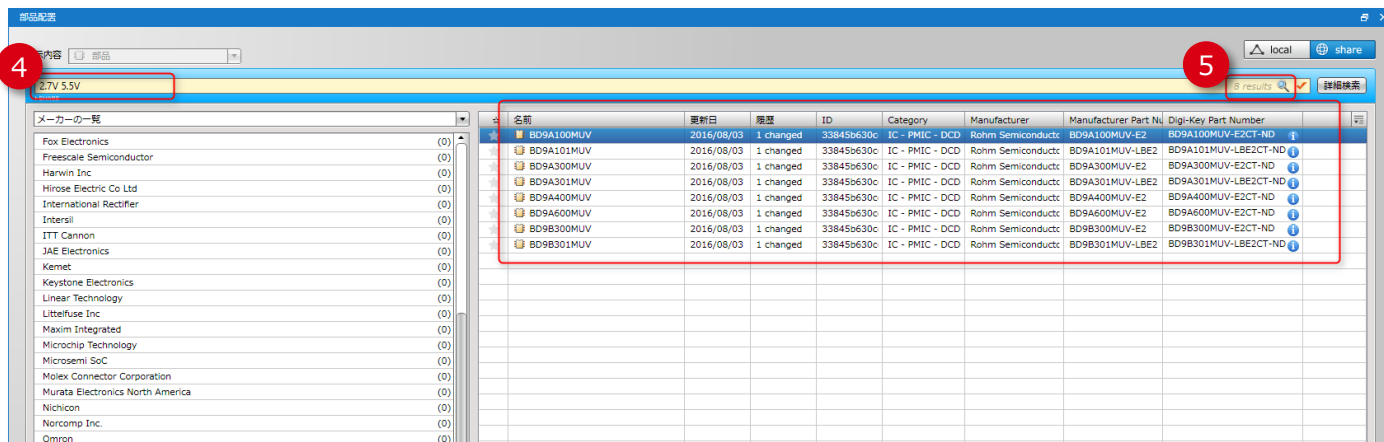 部品配置
部品
local
share
4
5
2.7V 5.5V
8 results
詳細検索
メーカーの一覧
Fox Electronics (0)
Freescale Semiconductor (0)
Harwin Inc (0)
Hirose Electric Co Ltd (0)
International Rectifier (0)
Intersil (0)
ITT Cannon (0)
JAE Electronics (0)
Kemet (0)
Keystone Electronics (0)
Linear Technology (0)
Littelfuse Inc (0)
Maxim Integrated (0)
Microchip Technology (0)
Microsemi SoC (0)
Molex Connector Corporation (0)
Murata Electronics North America (0)
Nichicon (0)
Norcomp Inc. (0)
Omron (0)
名前 更新日 履歴 ID Category Manufacturer Manufacturer Part Nu Digi-Key Part Number
BD9A100MUV 2016/08/03 1 changed 33845b630c IC - PMIC - DCD Rohm Semiconductc BD9A100MUV-E2 BD9A100MUV-E2CT-ND
BD9A101MUV 2016/08/03 1 changed 33845b630c IC - PMIC - DCD Rohm Semiconductc BD9A101MUV-LBE2 BD9A101MUV-LBE2CT-ND
BD9A300MUV 2016/08/03 1 changed 33845b630c IC - PMIC - DCD Rohm Semiconductc BD9A300MUV-E2 BD9A300MUV-E2CT-ND
BD9A301MUV 2016/08/03 1 changed 33845b630c IC - PMIC - DCD Rohm Semiconductc BD9A301MUV-LBE2 BD9A301MUV-LBE2CT-ND
BD9A400MUV 2016/08/03 1 changed 33845b630c IC - PMIC - DCD Rohm Semiconductc BD9A400MUV-E2 BD9A400MUV-E2CT-ND
BD9A600MUV 2016/08/03 1 changed 33845b630c IC - PMIC - DCD Rohm Semiconductc BD9A600MUV-E2 BD9A600MUV-E2CT-ND
BD9B300MUV 2016/08/03 1 changed 33845b630c IC - PMIC - DCD Rohm Semiconductc BD9B300MUV-E2 BD9B300MUV-E2CT-ND
BD9B301MUV 2016/08/03 1 changed 33845b630c IC - PMIC - DCD Rohm Semiconductc BD9B301MUV-LBE2 BD9B301MUV-LBE2CT-ND